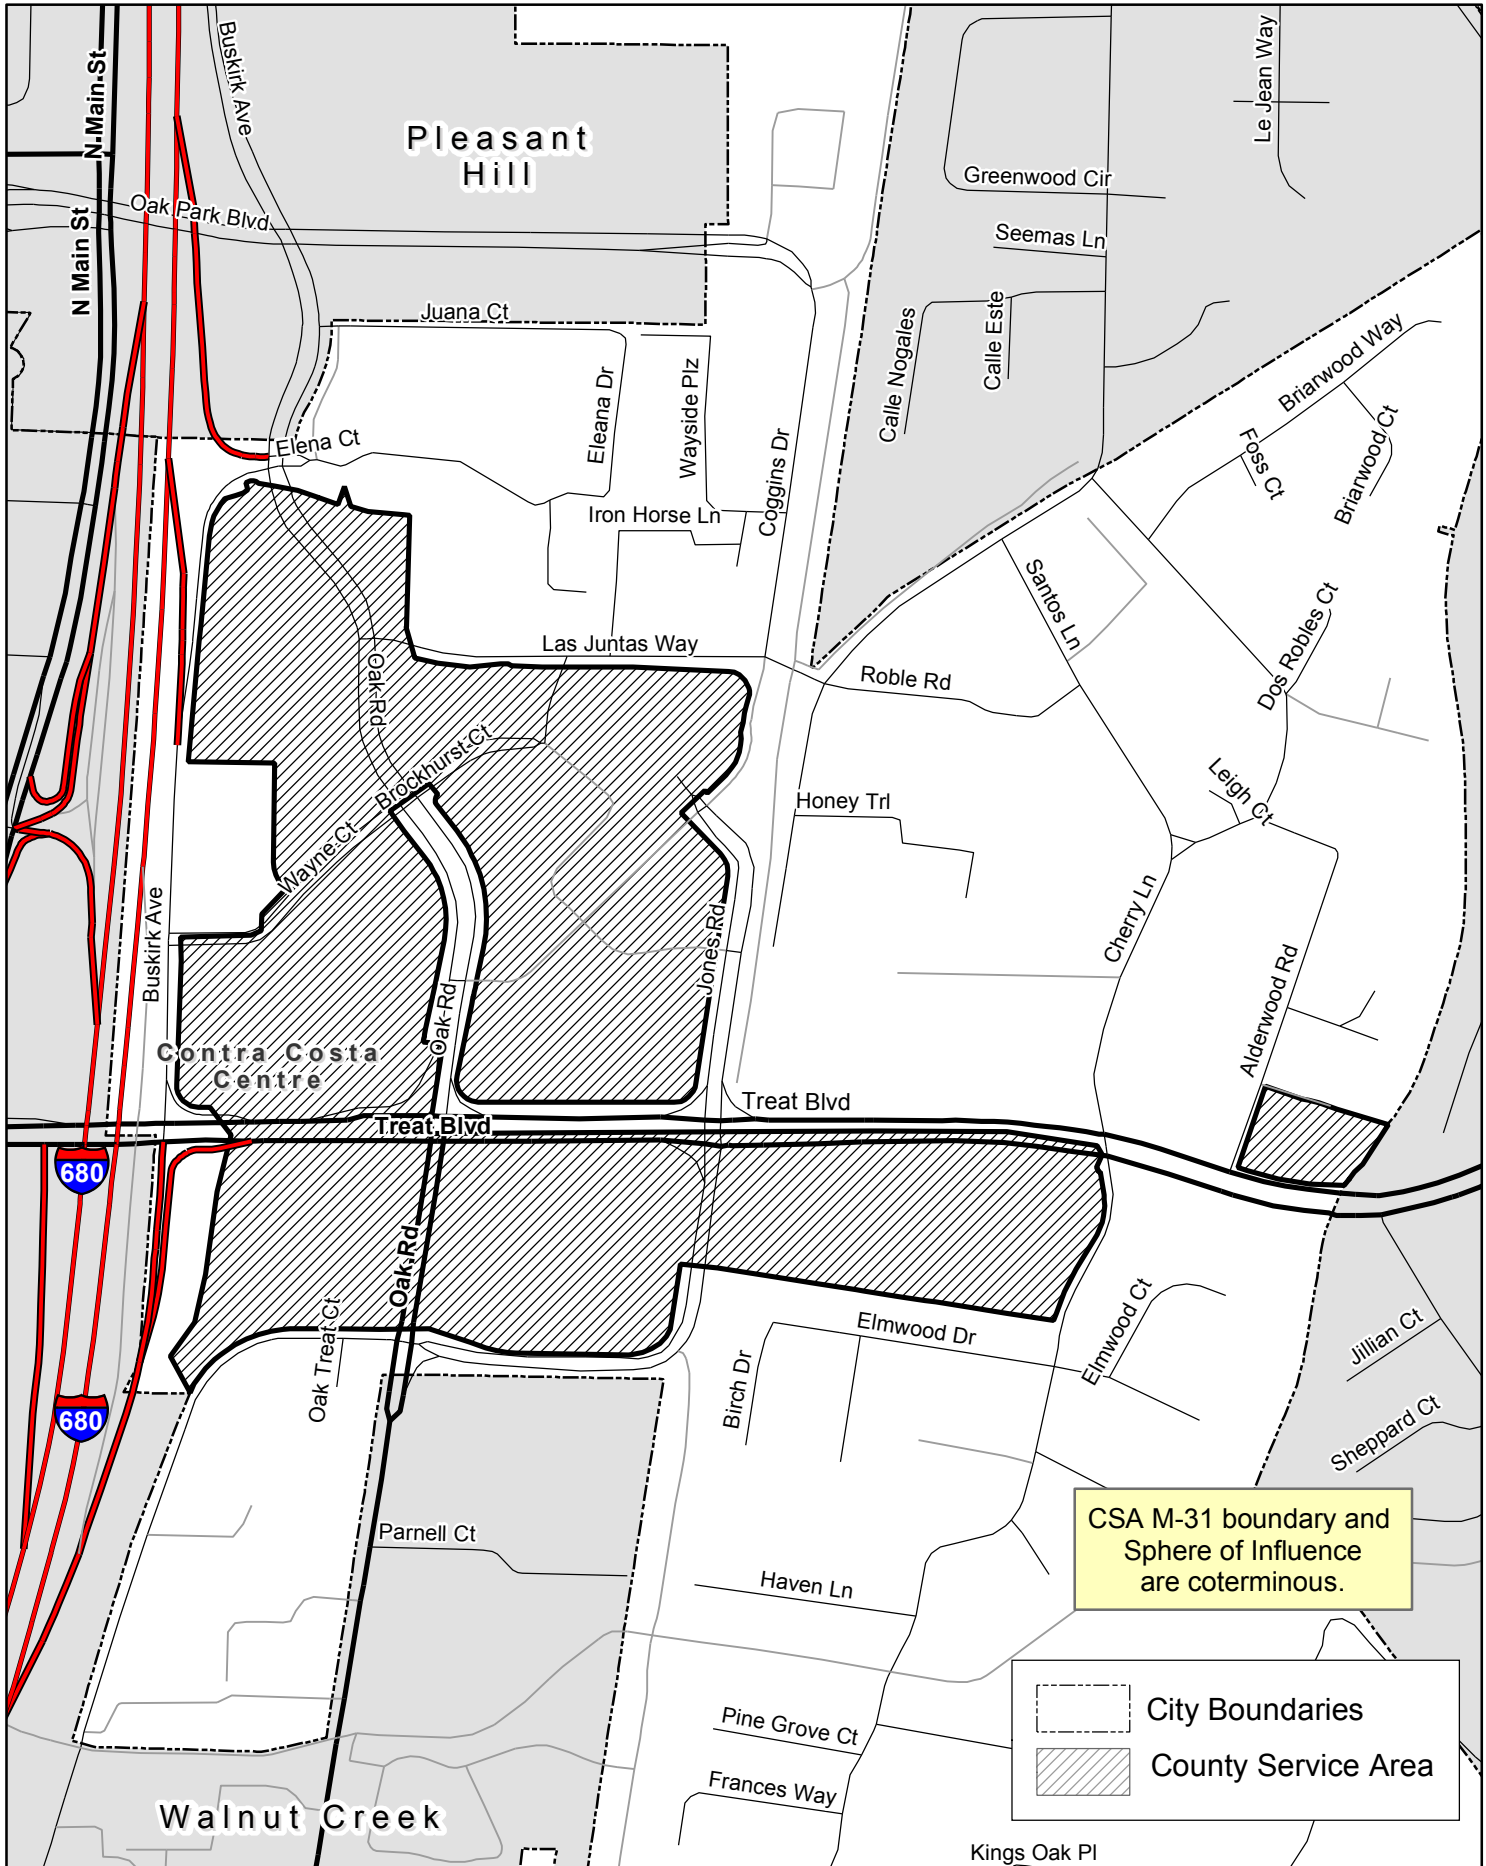 N Main St
Buskirk Ave
Le Jean Way
Pleasant
Hill
Greenwood Cir
Oak Park Blvd
N Main St
Seemas Ln
Juana Ct
Calle Nogales
Calle Este
Briarwood Way
Eleana Dr
Wayside Plz
Elena Ct
Coggins Dr
Foss Ct
Briarwood Ct
Iron Horse Ln
Santos Ln
Las Juntas Way
Dos Robles Ct
Roble Rd
Oak Rd
Brockhurst Ct
Leigh Ct
Honey Trl
Wayne Ct
Buskirk Ave
Jones Rd
Cherry Ln
Alderwood Rd
Oak Rd
Contra Costa
Centre
Treat Blvd
Treat Blvd
680
Oak Rd
Elmwood Ct
Oak Treat Ct
Elmwood Dr
Jillian Ct
Birch Dr
680
Sheppard Ct
CSA M-31 boundary and
Sphere of Influence
are coterminous.
Parnell Ct
Haven Ln
City Boundaries
Pine Grove Ct
County Service Area
Frances Way
Walnut Creek
Kings Oak Pl